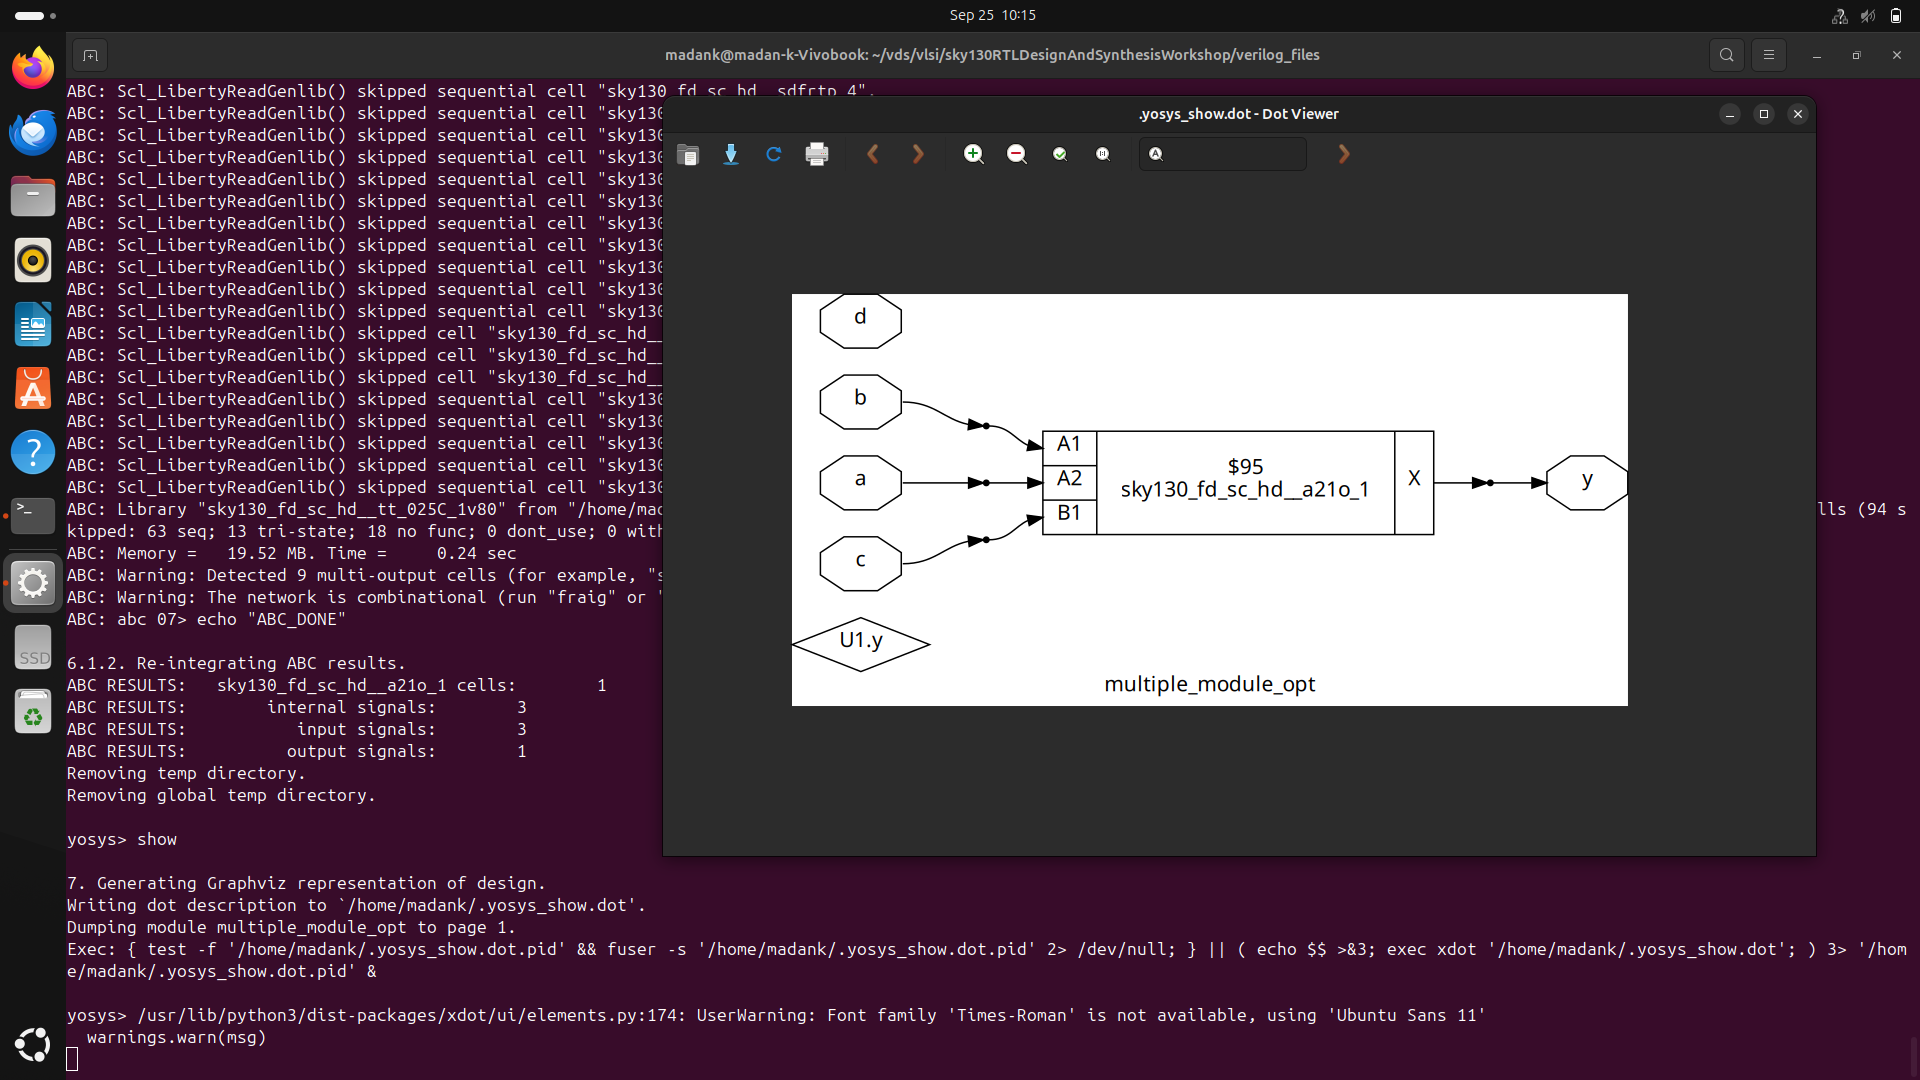 Sep 25 10:15
madank@madan-k-Vivobook: ~/vds/vlsi/sky130RTLDesignAndSynthesisWorkshop/verilog_files
ABC: Scl_LibertyReadGenlib() skipped sequential cell "sky130_fd_sc_hd__sdfrtp_4".
ABC: Scl_LibertyReadGenlib() skipped sequential cell "sky130
ABC: Scl_LibertyReadGenlib() skipped sequential cell "sky130
ABC: Scl_LibertyReadGenlib() skipped sequential cell "sky130
ABC: Scl_LibertyReadGenlib() skipped sequential cell "sky130
ABC: Scl_LibertyReadGenlib() skipped sequential cell "sky130
ABC: Scl_LibertyReadGenlib() skipped sequential cell "sky130
ABC: Scl_LibertyReadGenlib() skipped sequential cell "sky130
ABC: Scl_LibertyReadGenlib() skipped sequential cell "sky130
ABC: Scl_LibertyReadGenlib() skipped sequential cell "sky130
ABC: Scl_LibertyReadGenlib() skipped sequential cell "sky130
ABC: Scl_LibertyReadGenlib() skipped cell "sky130_fd_sc_hd__
ABC: Scl_LibertyReadGenlib() skipped cell "sky130_fd_sc_hd__
ABC: Scl_LibertyReadGenlib() skipped cell "sky130_fd_sc_hd__
ABC: Scl_LibertyReadGenlib() skipped sequential cell "sky130
ABC: Scl_LibertyReadGenlib() skipped sequential cell "sky130
ABC: Scl_LibertyReadGenlib() skipped sequential cell "sky130
ABC: Scl_LibertyReadGenlib() skipped sequential cell "sky130
ABC: Scl_LibertyReadGenlib() skipped sequential cell "sky130
ABC: Library "sky130_fd_sc_hd__tt_025C_1v80" from "/home/mad lls (94 s
kipped: 63 seq; 13 tri-state; 18 no func; 0 dont_use; 0 with
ABC: Memory = 19.52 MB. Time = 0.24 sec
ABC: Warning: Detected 9 multi-output cells (for example, "s
ABC: Warning: The network is combinational (run "fraig" or "
ABC: abc 07> echo "ABC_DONE"
6.1.2. Re-integrating ABC results.
ABC RESULTS: sky130_fd_sc_hd__a21o_1 cells: 1
ABC RESULTS: internal signals: 3
ABC RESULTS: input signals: 3
ABC RESULTS: output signals: 1
Removing temp directory.
Removing global temp directory.
yosys> show
7. Generating Graphviz representation of design.
Writing dot description to `/home/madank/.yosys_show.dot'.
Dumping module multiple_module_opt to page 1.
Exec: { test -f '/home/madank/.yosys_show.dot.pid' && fuser -s '/home/madank/.yosys_show.dot.pid' 2> /dev/null; } || ( echo $$ >&3; exec xdot '/home/madank/.yosys_show.dot'; ) 3> '/hom
e/madank/.yosys_show.dot.pid' &
yosys> /usr/lib/python3/dist-packages/xdot/ui/elements.py:174: UserWarning: Font family 'Times-Roman' is not available, using 'Ubuntu Sans 11'
warnings.warn(msg)
.yosys_show.dot - Dot Viewer
d
b
a
c
U1.y
A1
A2
B1
$95
sky130_fd_sc_hd__a21o_1
X
y
multiple_module_opt
SSD